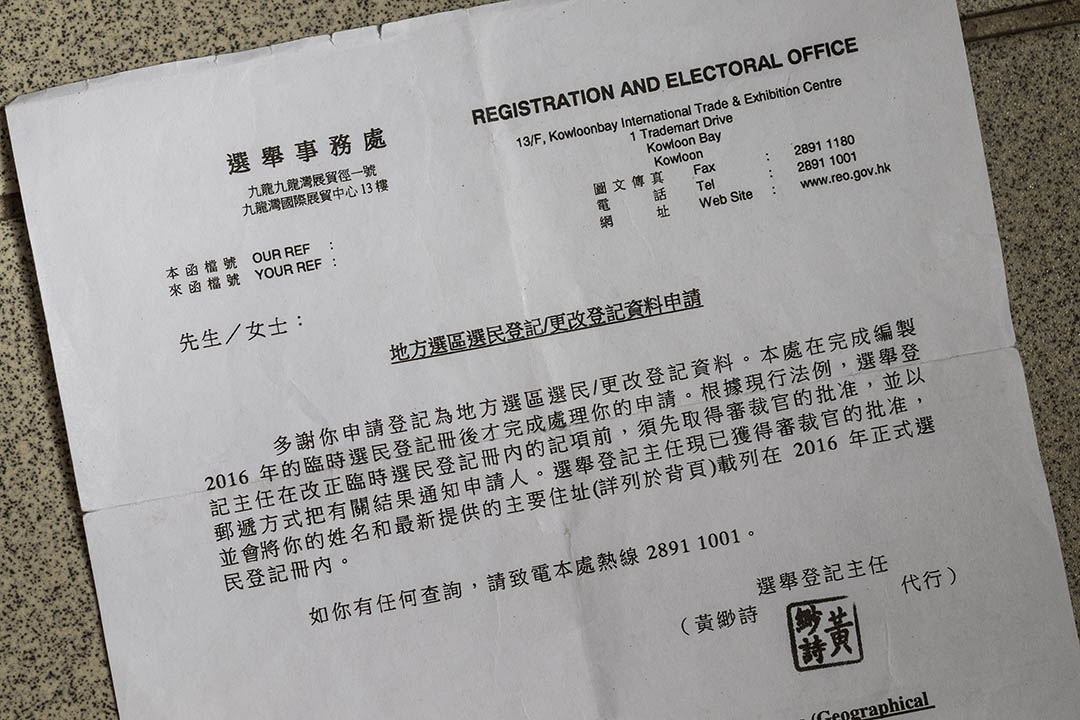 選舉事務處
九龍九龍灣展貿徑一號
九龍灣國際展貿中心 13 樓
REGISTRATION AND ELECTORAL OFFICE
13/F, Kowloonbay International Trade & Exhibition Centre
1 Trademart Drive
Kowloon Bay
Kowloon
圖文傳真 Fax : 2891 1180
電話 Tel : 2891 1001
網址 Web Site : www.reo.gov.hk
本函檔號 OUR REF :
來函檔號 YOUR REF :
先生／女士：
地方選區選民登記/更改登記資料申請
多謝你申請登記為地方選區選民/更改登記資料。本處在完成編製
2016 年的臨時選民登記冊後才完成處理你的申請。根據現行法例，選舉登
記主任在改正臨時選民登記冊內的記項前，須先取得審裁官的批准，並以
郵遞方式把有關結果通知申請人。選舉登記主任現已獲得審裁官的批准，
並會將你的姓名和最新提供的主要住址(詳列於背頁)載列在 2016 年正式選
民登記冊內。
如你有任何查詢，請致電本處熱線 2891 1001。
選舉登記主任
（黃緲詩 代行）
黃緲詩
(Geographical